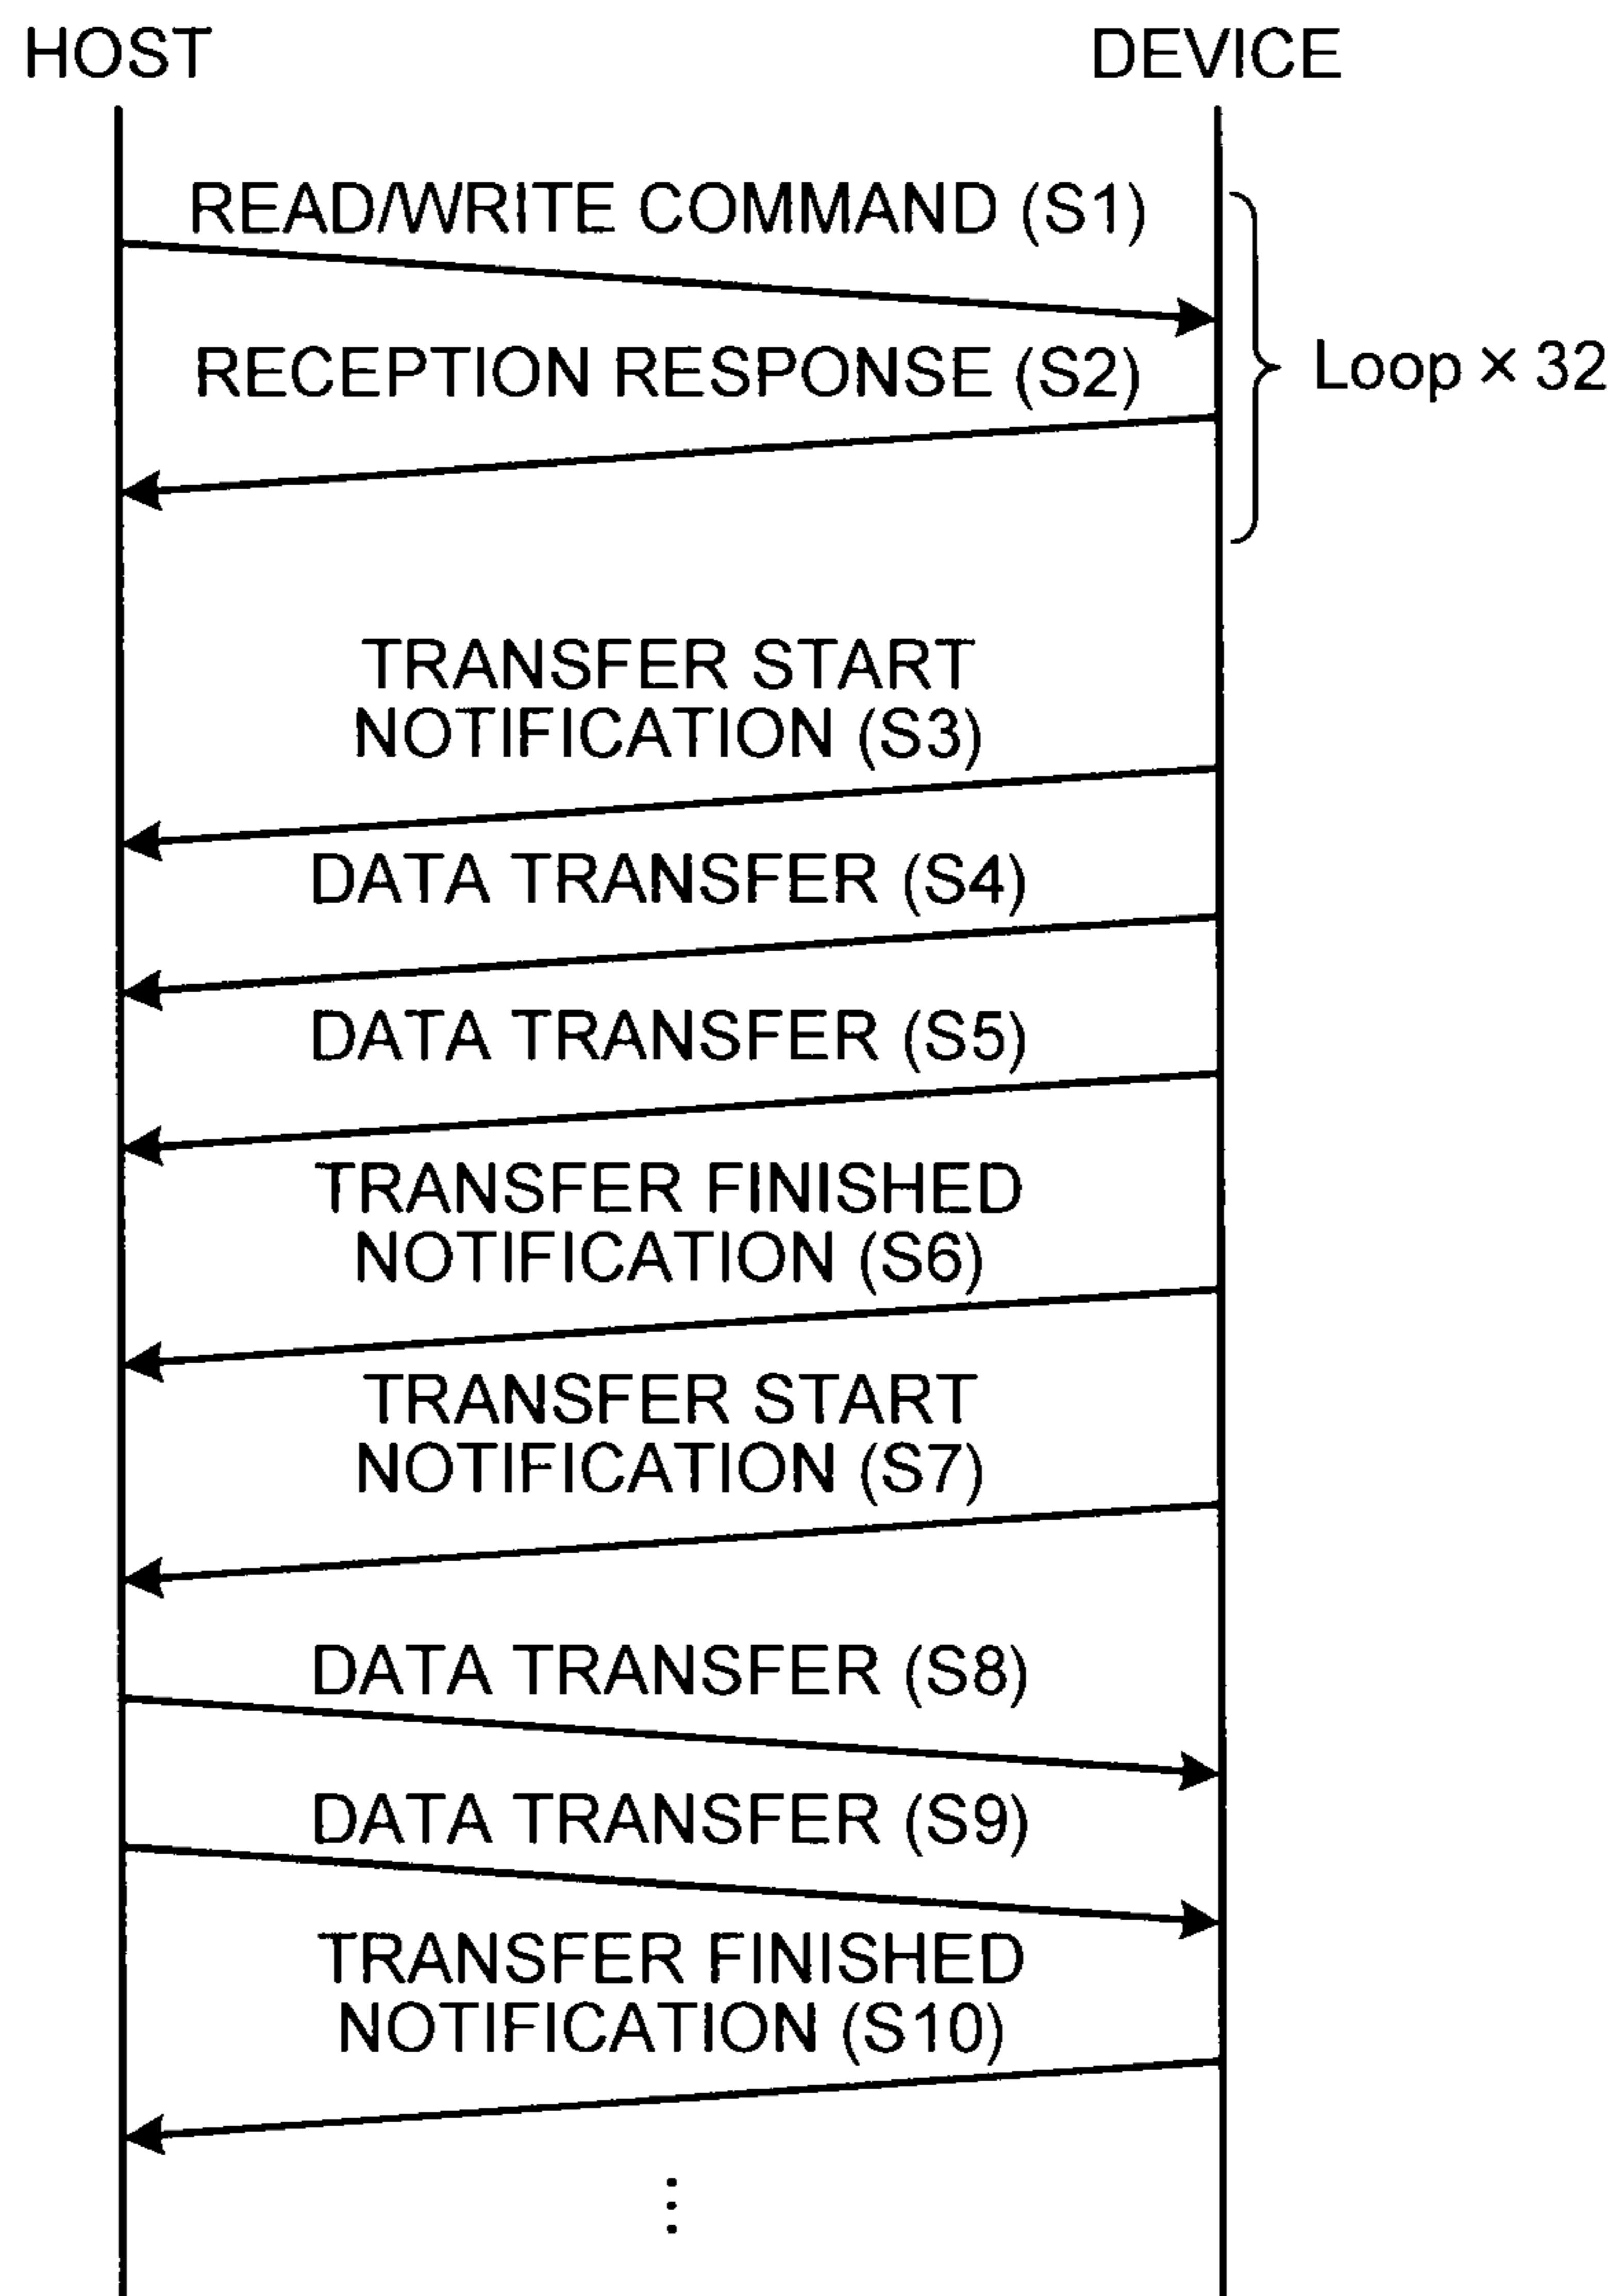 HOST
DEVICE
READ/WRITE COMMAND (S1)
RECEPTION RESPONSE (S2)
Loop × 32
TRANSFER START
NOTIFICATION (S3)
DATA TRANSFER (S4)
DATA TRANSFER (S5)
TRANSFER FINISHED
NOTIFICATION (S6)
TRANSFER START
NOTIFICATION (S7)
DATA TRANSFER (S8)
DATA TRANSFER (S9)
TRANSFER FINISHED
NOTIFICATION (S10)